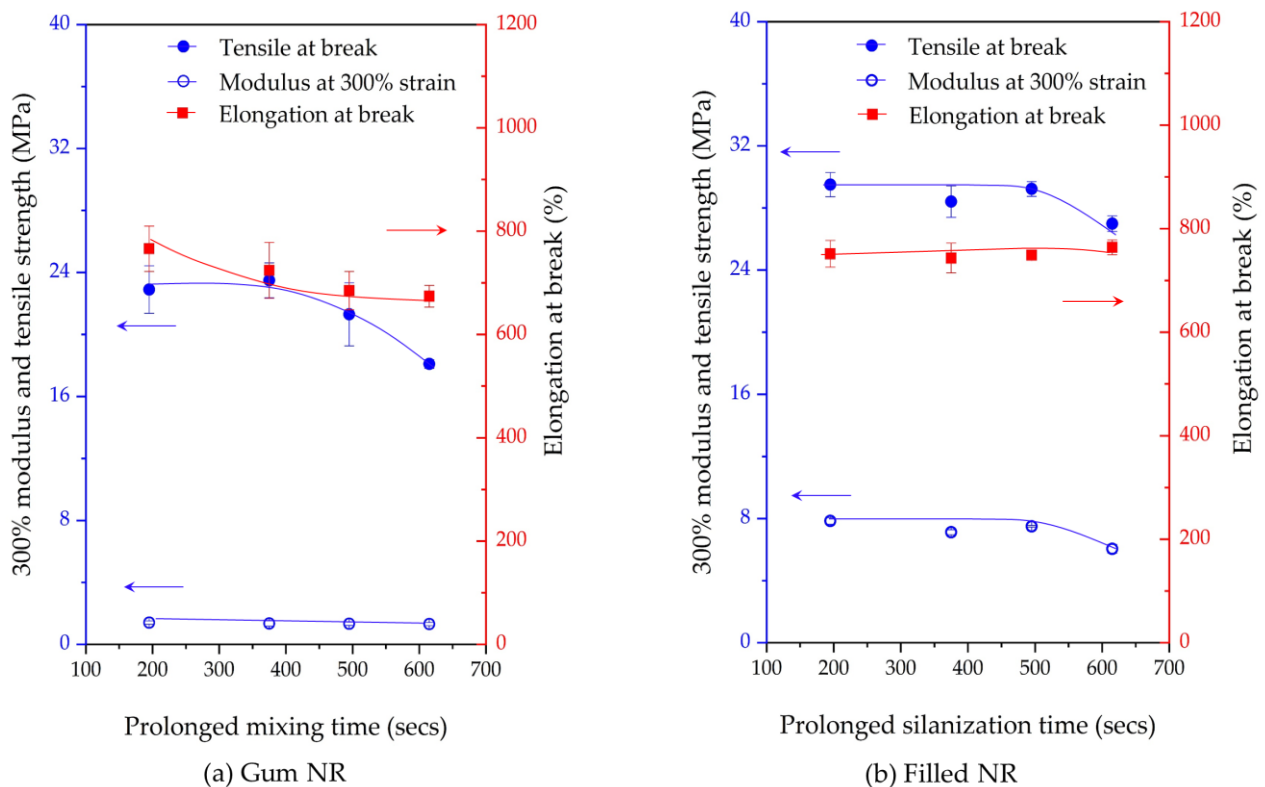 40
32
24
16
8
0
300% modulus and tensile strength (MPa)
Tensile at break
Modulus at 300% strain
Elongation at break
1200
1000
800
600
400
200
0
Elongation at break (%)
100 200 300 400 500 600 700
Prolonged mixing time (secs)
(a) Gum NR
40
32
24
16
8
0
300% modulus and tensile strength (MPa)
Tensile at break
Modulus at 300% strain
Elongation at break
1200
1000
800
600
400
200
0
Elongation at break (%)
100 200 300 400 500 600 700
Prolonged silanization time (secs)
(b) Filled NR